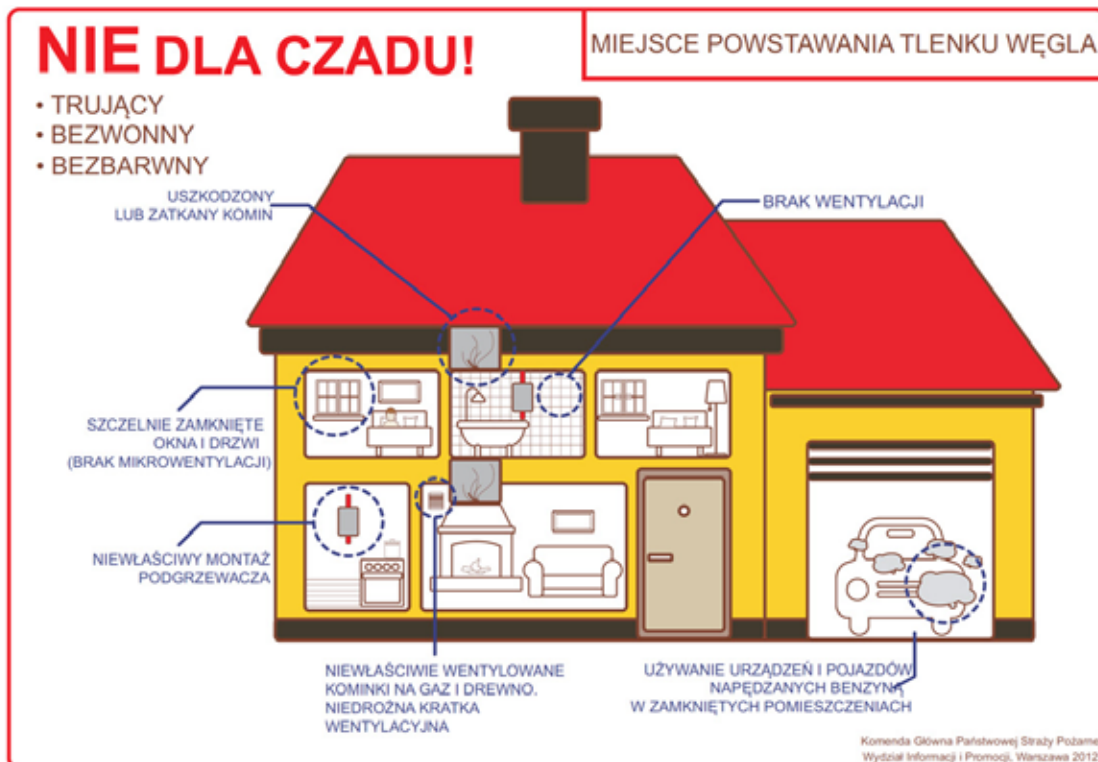 NIE DLA CZADU!
MIEJSCE POWSTAWANIA TLENKU WĘGLA
• TRUJĄCY
• BEZWONNY
• BEZBARWNY
USZKODZONY
LUB ZATKANY KOMIN
BRAK WENTYLACJI
SZCZELNIE ZAMKNIĘTE
OKNA I DRZWI
(BRAK MIKROWENTYLACJI)
NIEWŁAŚCIWY MONTAŻ
PODGRZEWACZA
NIEWŁAŚCIWIE WENTYLOWANE
KOMINKI NA GAZ I DREWNO.
NIEDROŻNA KRATKA
WENTYLACYJNA
UŻYWANIE URZĄDZEŃ I POJAZDÓW
NAPĘDZANYCH BENZYNĄ
W ZAMKNIĘTYCH POMIESZCZENIACH
Komenda Główna Państwowej Straży Pożarne
Wydział Informacji i Promocji, Warszawa 2012